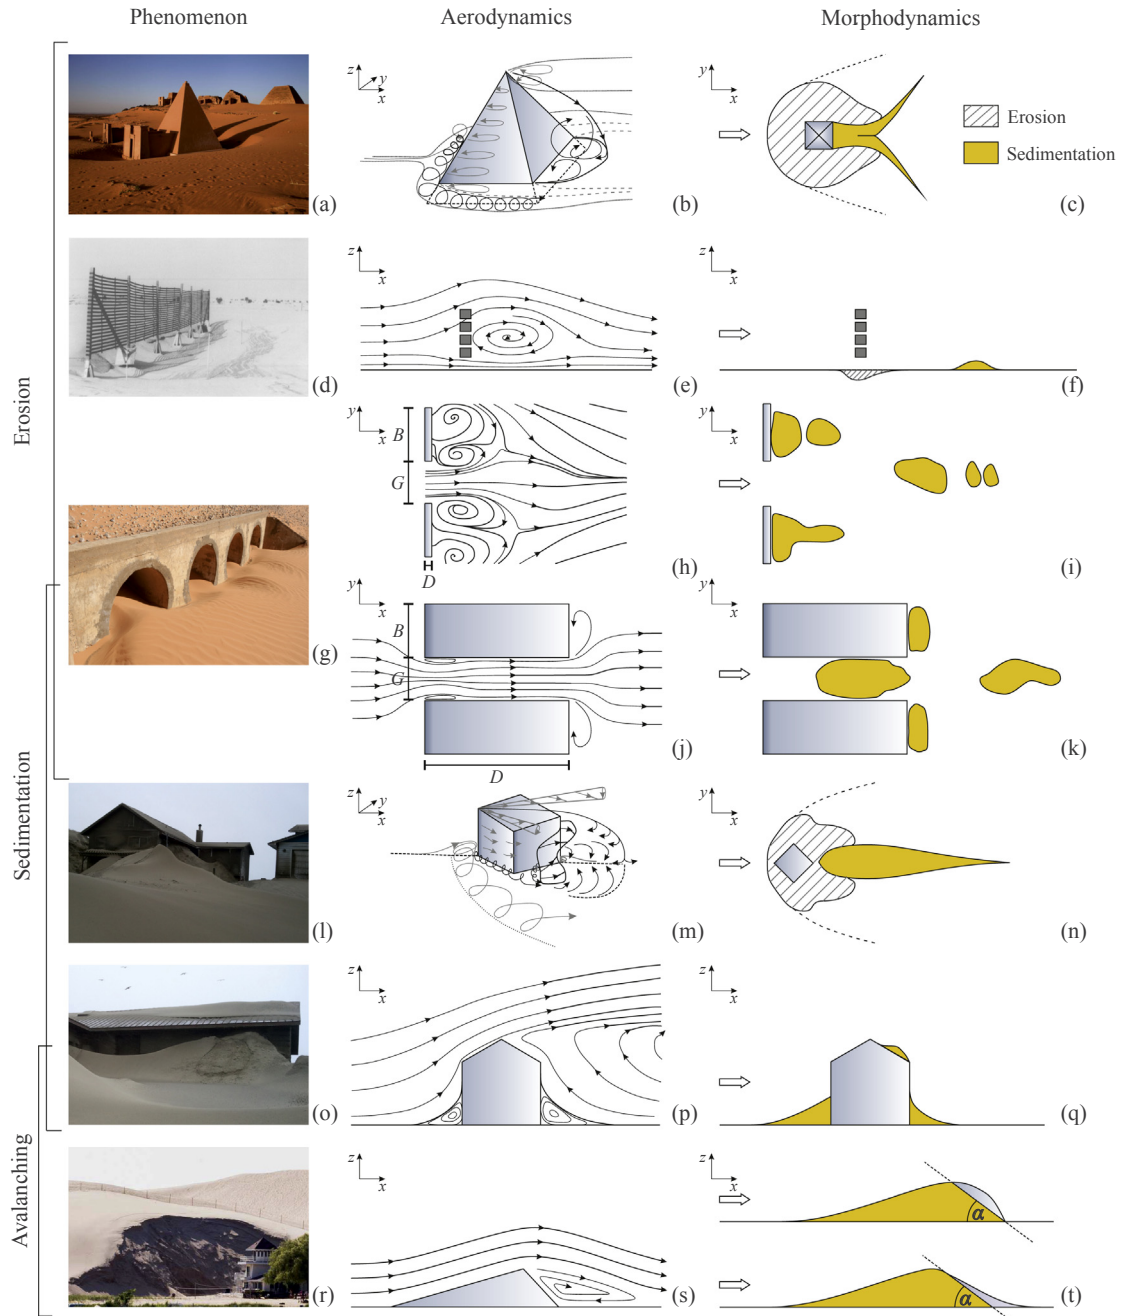 Phenomenon Aerodynamics Morphodynamics
Erosion
Sedimentation
Avalanching
z y x
y x
Erosion
Sedimentation
(a) (b) (c)
z x
z x
(d) (e) (f)
y x
B
G
D
y x
(h) (i)
(g)
y x
B
G
D
y x
(j) (k)
z y x
y x
(l) (m) (n)
z x
z x
(o) (p) (q)
z x
z x
α
α
(r) (s) (t)